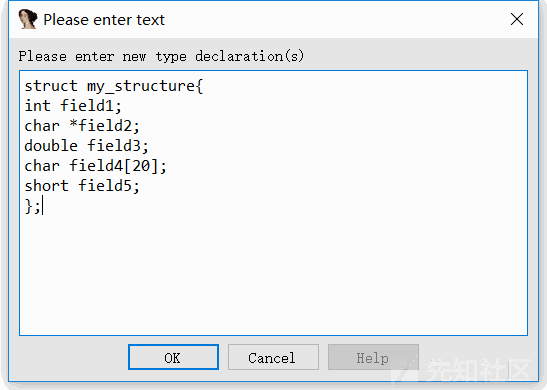 Please enter text
Please enter new type declaration(s)
struct my_structure{
int field1;
char *field2;
double field3;
char field4[20];
short field5;
};
OK
Cancel
Help
先知社区